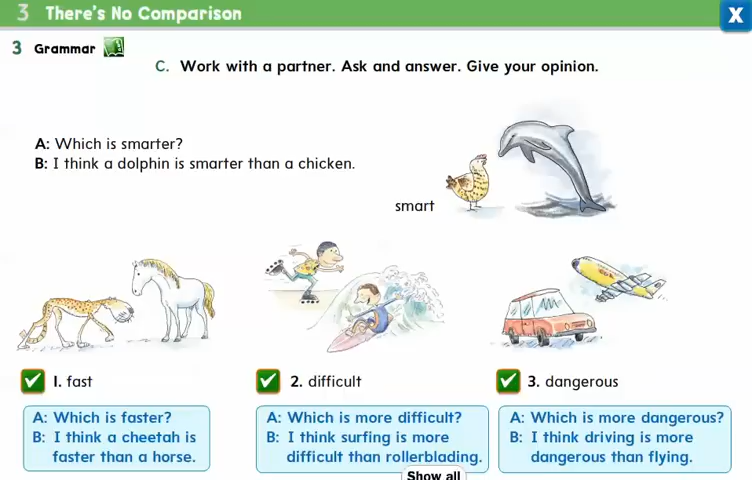 3 There's No Comparison
X
3 Grammar
C. Work with a partner. Ask and answer. Give your opinion.
A: Which is smarter?
B: I think a dolphin is smarter than a chicken.
smart
1. fast
2. difficult
3. dangerous
A: Which is faster?
B: I think a cheetah is
faster than a horse.
A: Which is more difficult?
B: I think surfing is more
difficult than rollerblading.
A: Which is more dangerous?
B: I think driving is more
dangerous than flying.
Show all